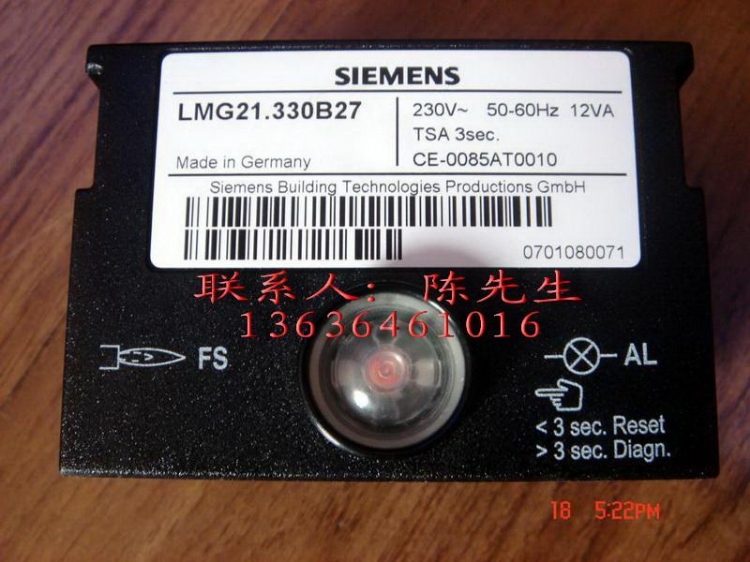 SIEMENS
LMG21.330B27
230V~ 50-60Hz 12VA
TSA 3sec.
Made in Germany
CE-0085AT0010
Siemens Building Technologies Productions GmbH
0701080071
联系人: 陈先生
13636461016
FS
AL
< 3 sec. Reset
> 3 sec. Diagn.
18 5:22PM